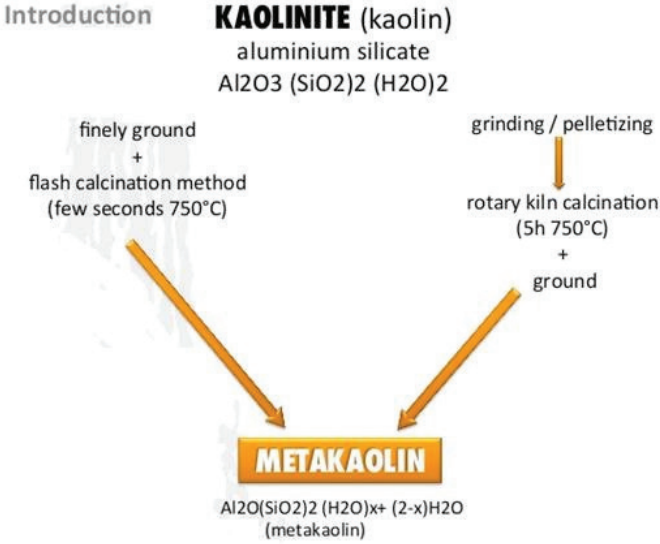 Introduction
KAOLINITE (kaolin)
aluminium silicate
Al2O3 (SiO2)2 (H2O)2
finely ground
+
flash calcination method
(few seconds 750°C)
grinding / pelletizing
rotary kiln calcination
(5h 750°C)
+
ground
METAKAOLIN
Al2O(SiO2)2 (H2O)x+ (2-x)H2O
(metakaolin)